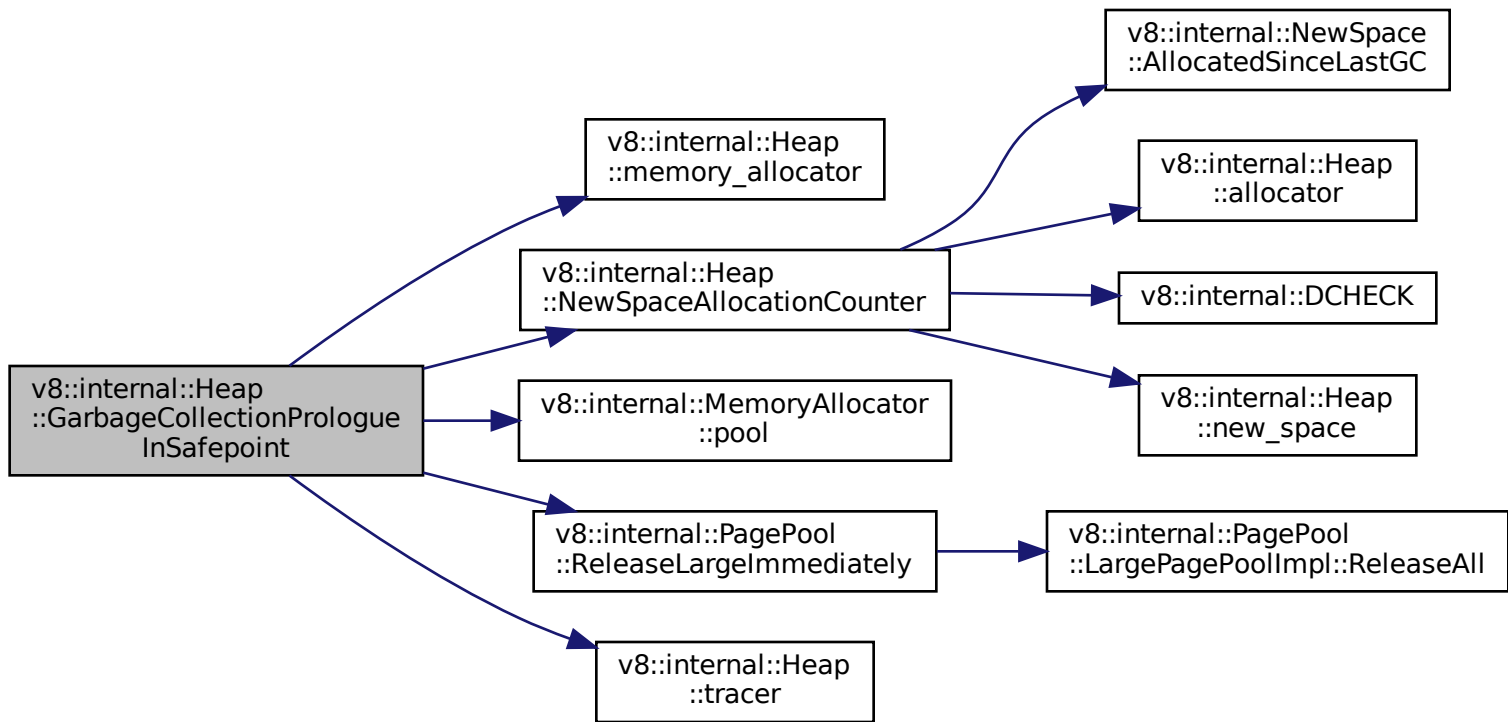 v8::internal::NewSpace
::AllocatedSinceLastGC
v8::internal::Heap
::memory_allocator
v8::internal::Heap
::allocator
v8::internal::Heap
::NewSpaceAllocationCounter
v8::internal::DCHECK
v8::internal::Heap
::GarbageCollectionPrologue
InSafepoint
v8::internal::MemoryAllocator
::pool
v8::internal::Heap
::new_space
v8::internal::PagePool
::ReleaseLargeImmediately
v8::internal::PagePool
::LargePagePoolImpl::ReleaseAll
v8::internal::Heap
::tracer